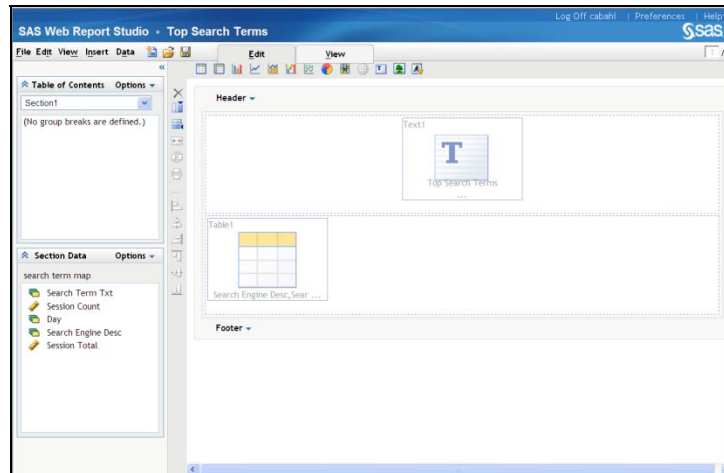 Log Off cabahl | Preferences | Help
SAS Web Report Studio • Top Search Terms
sas
File Edit View Insert Data
Edit
View
Table of Contents Options
Section1
(No group breaks are defined.)
Header
Text1
T
Top Search Terms
...
Table1
Search Engine Desc,Sear ...
Section Data Options
search term map
Search Term Txt
Session Count
Day
Search Engine Desc
Session Total
Footer